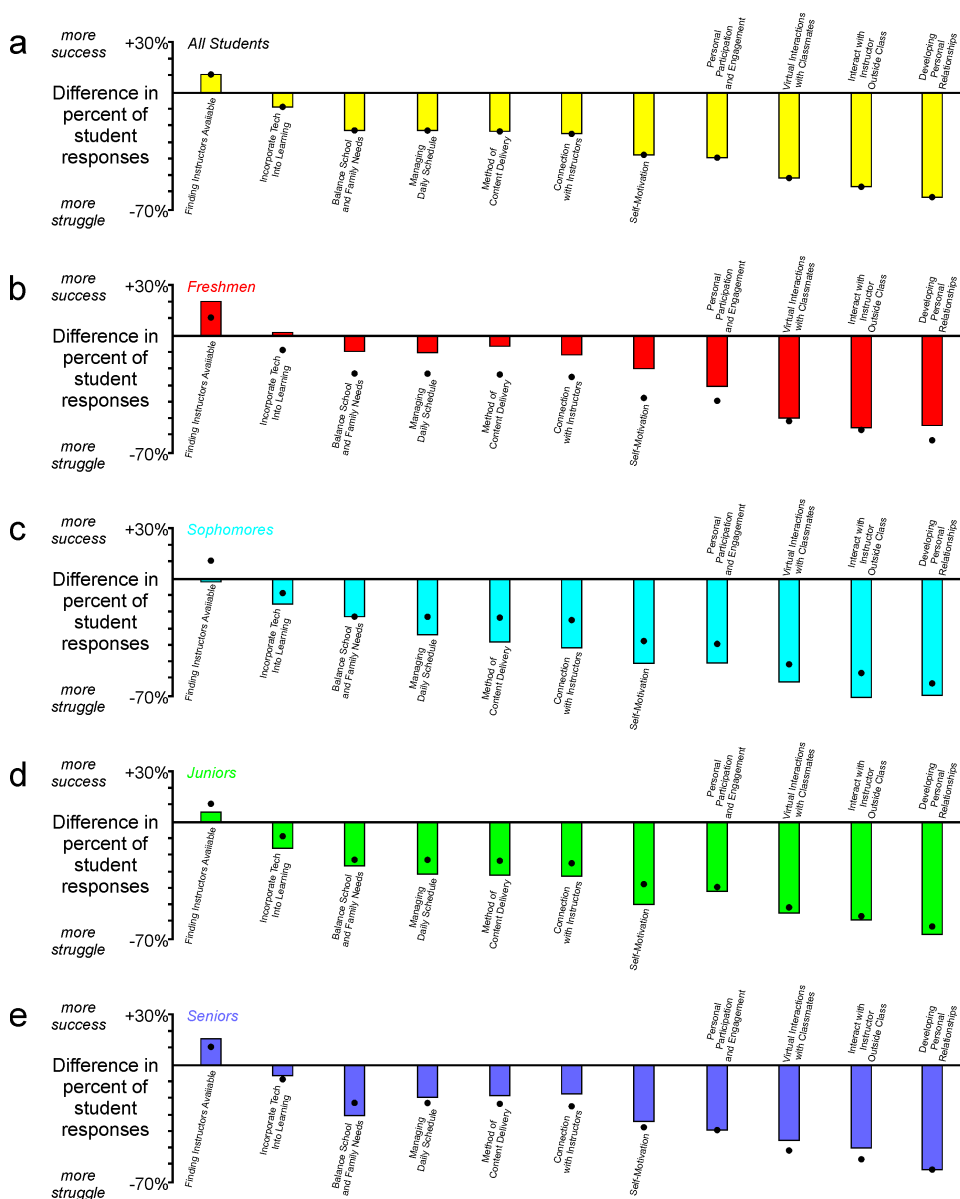 a
more
success
+30%
All Students
Difference in
percent of
student
responses
more
struggle
-70%
Finding Instructors Available
Incorporate Tech
Into Learning
Balance School
and Family Needs
Managing
Daily Schedule
Method of
Content Delivery
Connection
with Instructors
Self-Motivation
Personal
Participation
and Engagement
Virtual Interactions
with Classmates
Interact with
Instructor
Outside Class
Developing
Personal
Relationships
b
more
success
+30%
Freshmen
Difference in
percent of
student
responses
more
struggle
-70%
Finding Instructors Available
Incorporate Tech
Into Learning
Balance School
and Family Needs
Managing
Daily Schedule
Method of
Content Delivery
Connection
with Instructors
Self-Motivation
Personal
Participation
and Engagement
Virtual Interactions
with Classmates
Interact with
Instructor
Outside Class
Developing
Personal
Relationships
c
more
success
+30%
Sophomores
Difference in
percent of
student
responses
more
struggle
-70%
Finding Instructors Available
Incorporate Tech
Into Learning
Balance School
and Family Needs
Managing
Daily Schedule
Method of
Content Delivery
Connection
with Instructors
Self-Motivation
Personal
Participation
and Engagement
Virtual Interactions
with Classmates
Interact with
Instructor
Outside Class
Developing
Personal
Relationships
d
more
success
+30%
Juniors
Difference in
percent of
student
responses
more
struggle
-70%
Finding Instructors Available
Incorporate Tech
Into Learning
Balance School
and Family Needs
Managing
Daily Schedule
Method of
Content Delivery
Connection
with Instructors
Self-Motivation
Personal
Participation
and Engagement
Virtual Interactions
with Classmates
Interact with
Instructor
Outside Class
Developing
Personal
Relationships
e
more
success
+30%
Seniors
Difference in
percent of
student
responses
more
struggle
-70%
Finding Instructors Available
Incorporate Tech
Into Learning
Balance School
and Family Needs
Managing
Daily Schedule
Method of
Content Delivery
Connection
with Instructors
Self-Motivation
Personal
Participation
and Engagement
Virtual Interactions
with Classmates
Interact with
Instructor
Outside Class
Developing
Personal
Relationships